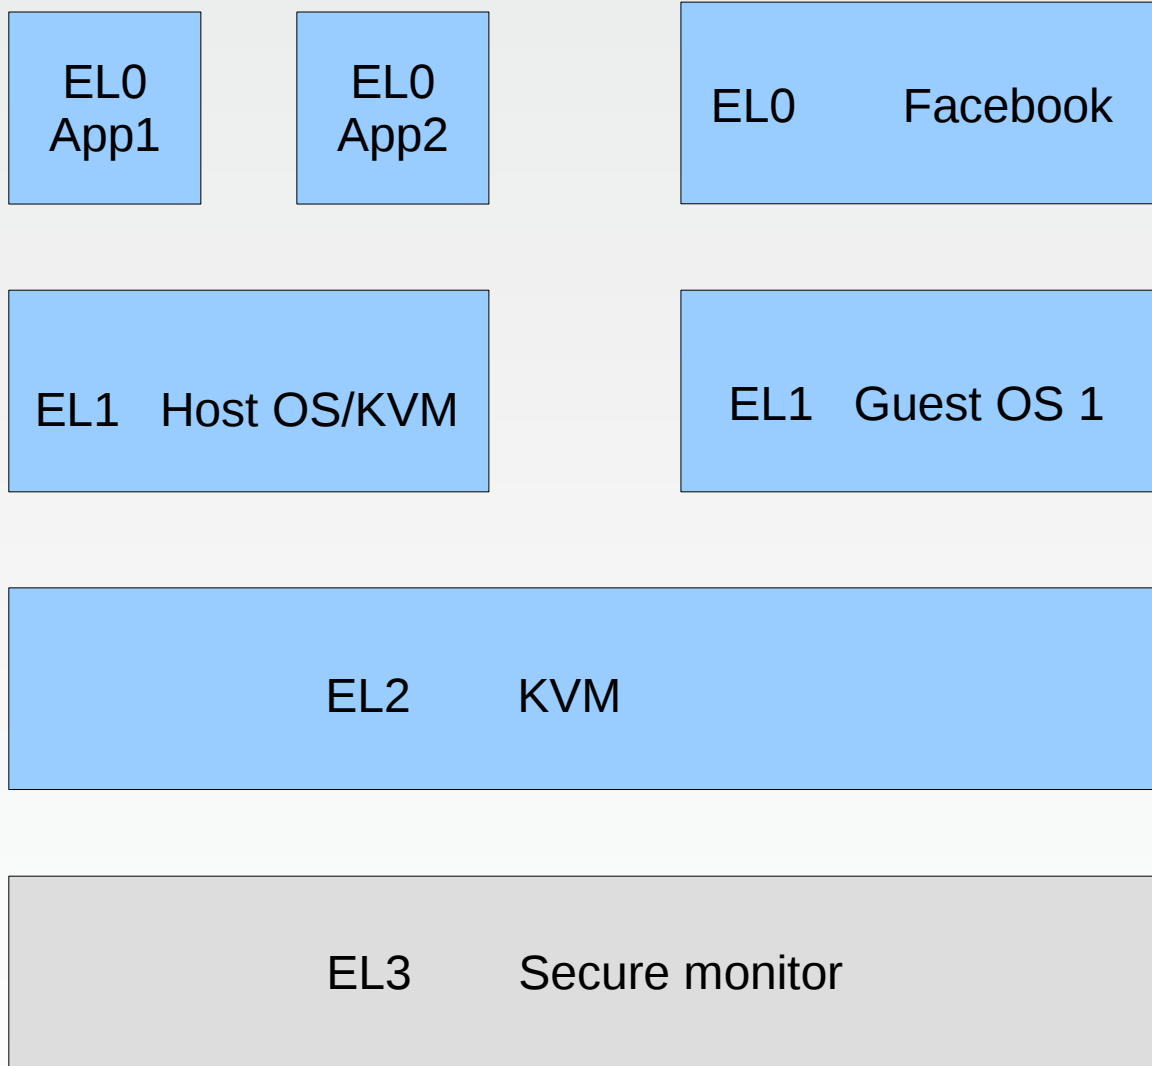 EL0
App1
EL0
App2
EL0 Facebook
EL1 Host OS/KVM
EL1 Guest OS 1
EL2 KVM
EL3 Secure monitor